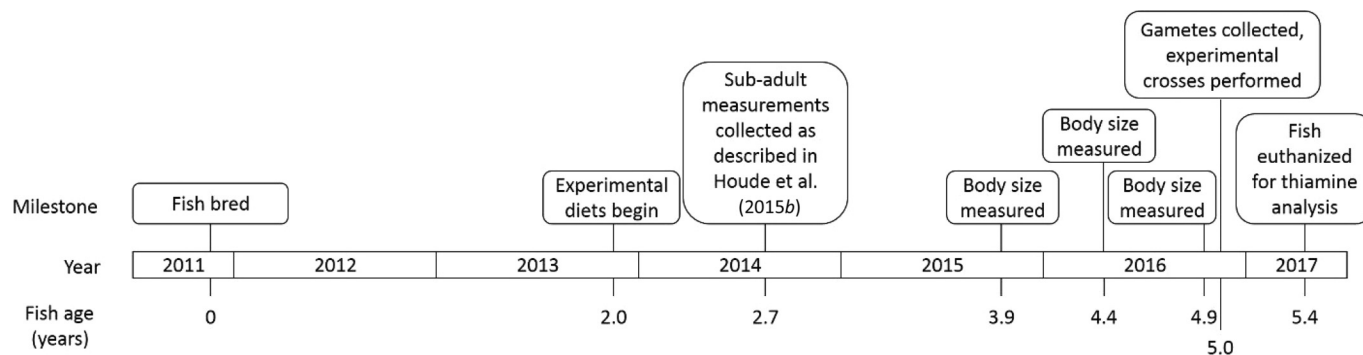 Gametes collected,
experimental
crosses performed
Sub-adult
measurements
collected as
described in
Houde et al.
(2015b)
Body size
measured
Fish
euthanized
for thiamine
analysis
Milestone
Fish bred
Experimental
diets begin
Body size
measured
Body size
measured
Year
2011 2012 2013 2014 2015 2016 2017
Fish age
(years)
0 2.0 2.7 3.9 4.4 4.9 5.4
5.0